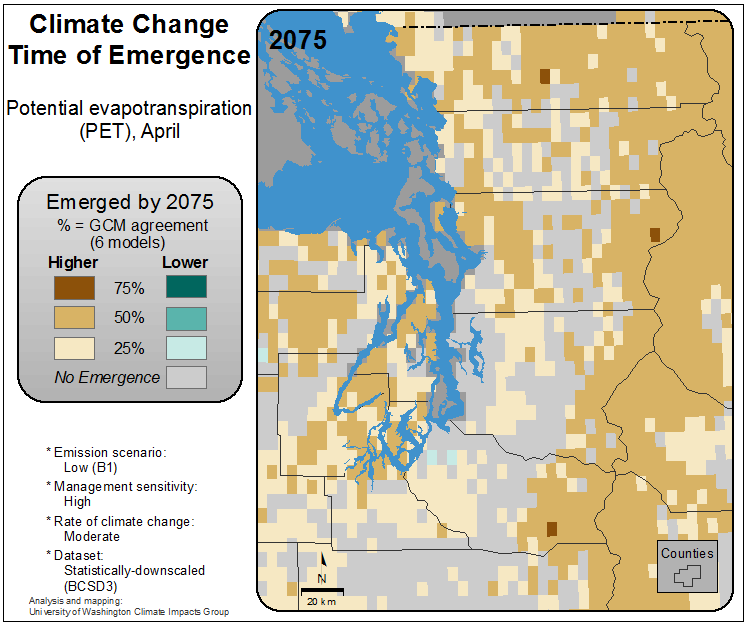 Climate Change
Time of Emergence
Potential evapotranspiration
(PET), April
Emerged by 2075
% = GCM agreement
(6 models)
Higher Lower
75%
50%
25%
No Emergence
* Emission scenario:
Low (B1)
* Management sensitivity:
High
* Rate of climate change:
Moderate
* Dataset:
Statistically-downscaled
(BCSD3)
Analysis and mapping:
University of Washington Climate Impacts Group
2075
N
20 km
Counties